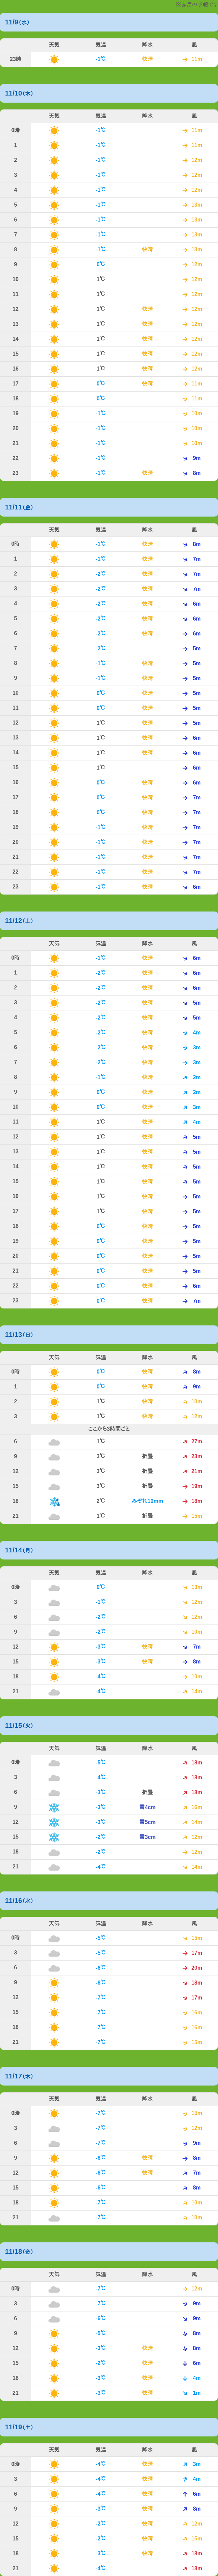 11/9（水）
天気 気温 降水 風
23時 -1℃ 快晴 11m
11/10（木）
天気 気温 降水 風
0時 -1℃ 11m
1 -1℃ 11m
2 -1℃ 12m
3 -1℃ 12m
4 -1℃ 12m
5 -1℃ 13m
6 -1℃ 13m
7 -1℃ 13m
8 -1℃ 快晴 13m
9 0℃ 12m
10 1℃ 12m
11 1℃ 12m
12 1℃ 快晴 12m
13 1℃ 快晴 12m
14 1℃ 快晴 12m
15 1℃ 快晴 12m
16 1℃ 快晴 12m
17 0℃ 快晴 11m
18 0℃ 11m
19 -1℃ 10m
20 -1℃ 10m
21 -1℃ 10m
22 -1℃ 9m
23 -1℃ 快晴 8m
11/11（金）
天気 気温 降水 風
0時 -1℃ 快晴 8m
1 -1℃ 快晴 7m
2 -2℃ 快晴 7m
3 -2℃ 快晴 7m
4 -2℃ 快晴 6m
5 -2℃ 快晴 6m
6 -2℃ 快晴 6m
7 -2℃ 快晴 5m
8 -1℃ 快晴 5m
9 -1℃ 快晴 5m
10 0℃ 快晴 5m
11 0℃ 快晴 5m
12 1℃ 快晴 5m
13 1℃ 快晴 6m
14 1℃ 快晴 6m
15 1℃ 6m
16 0℃ 快晴 6m
17 0℃ 快晴 7m
18 0℃ 快晴 7m
19 -1℃ 快晴 7m
20 -1℃ 快晴 7m
21 -1℃ 快晴 7m
22 -1℃ 快晴 7m
23 -1℃ 快晴 6m
11/12（土）
天気 気温 降水 風
0時 -1℃ 快晴 6m
1 -2℃ 快晴 6m
2 -2℃ 快晴 6m
3 -2℃ 快晴 5m
4 -2℃ 快晴 5m
5 -2℃ 快晴 4m
6 -2℃ 快晴 3m
7 -2℃ 快晴 3m
8 -1℃ 快晴 2m
9 0℃ 快晴 2m
10 0℃ 快晴 3m
11 1℃ 快晴 4m
12 1℃ 快晴 5m
13 1℃ 快晴 5m
14 1℃ 快晴 5m
15 1℃ 快晴 5m
16 1℃ 快晴 5m
17 1℃ 快晴 5m
18 0℃ 快晴 5m
19 0℃ 快晴 5m
20 0℃ 快晴 5m
21 0℃ 快晴 5m
22 0℃ 快晴 6m
23 0℃ 快晴 7m
11/13（日）
天気 気温 降水 風
0時 0℃ 快晴 8m
1 0℃ 快晴 9m
2 1℃ 快晴 10m
3 1℃ 快晴 12m
ここから3時間ごと
6 1℃ 27m
9 3℃ 23m
12 3℃ 21m
15 3℃ 19m
18 2℃ みぞれ10mm 18m
21 1℃ 15m
11/14（月）
天気 気温 降水 風
0時 0℃ 13m
3 -1℃ 12m
6 -2℃ 12m
9 -2℃ 10m
12 -3℃ 快晴 7m
15 -3℃ 快晴 8m
18 -4℃ 10m
21 -4℃ 14m
11/15（火）
天気 気温 降水 風
0時 -5℃ 18m
3 -4℃ 18m
6 -3℃ 18m
9 -3℃ 雪4cm 16m
12 -3℃ 雪5cm 14m
15 -2℃ 雪3cm 12m
18 -2℃ 12m
21 -4℃ 14m
11/16（水）
天気 気温 降水 風
0時 -5℃ 15m
3 -5℃ 17m
6 -6℃ 20m
9 -6℃ 18m
12 -7℃ 17m
15 -7℃ 16m
18 -7℃ 16m
21 -7℃ 15m
11/17（木）
天気 気温 降水 風
0時 -7℃ 15m
3 -7℃ 12m
6 -7℃ 9m
9 -6℃ 快晴 8m
12 -6℃ 快晴 7m
15 -6℃ 8m
18 -7℃ 10m
21 -7℃ 10m
11/18（金）
天気 気温 降水 風
0時 -7℃ 12m
3 -7℃ 9m
6 -6℃ 9m
9 -5℃ 8m
12 -3℃ 快晴 8m
15 -2℃ 快晴 6m
18 -3℃ 快晴 4m
21 -3℃ 快晴 1m
11/19（土）
天気 気温 降水 風
0時 -4℃ 快晴 3m
3 -4℃ 快晴 4m
6 -4℃ 快晴 6m
9 -3℃ 快晴 8m
12 -2℃ 快晴 12m
15 -2℃ 快晴 15m
18 -3℃ 快晴 18m
21 -4℃ 18m